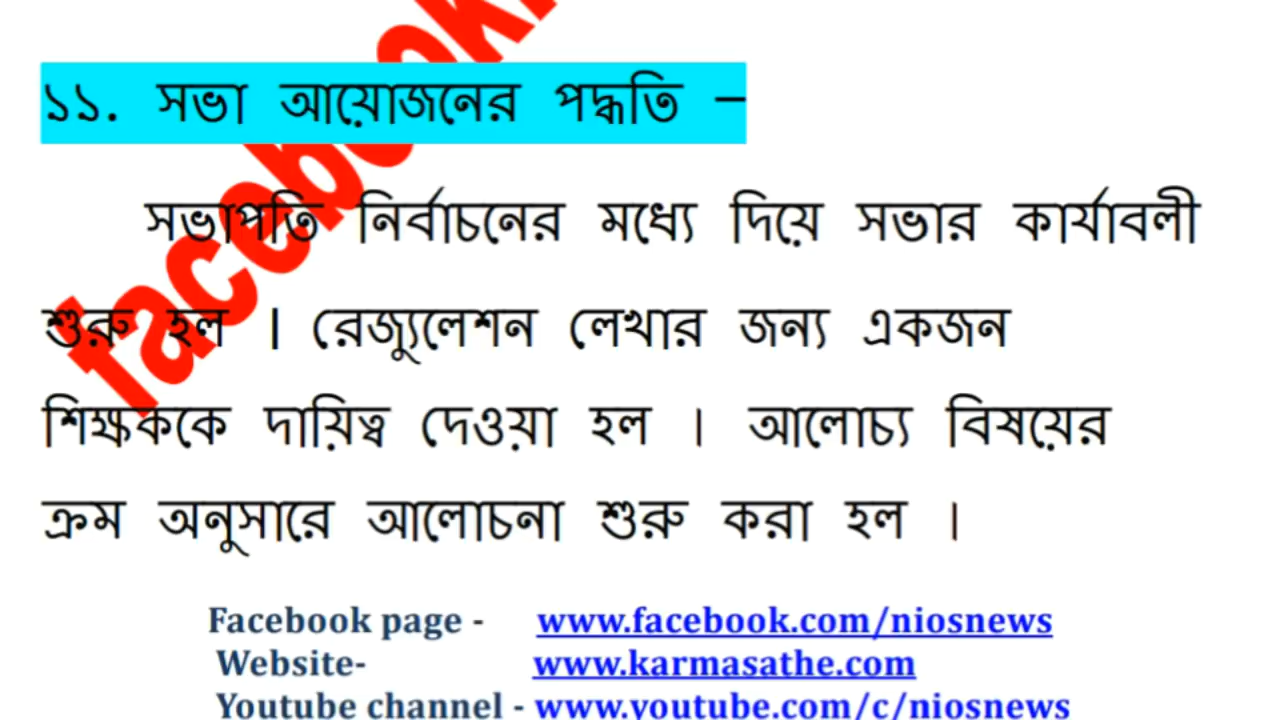 ১১. সভা আয়োজনের পদ্ধতি –
সভাপতি নির্বাচনের মধ্যে দিয়ে সভার কার্যাবলী
শুরু হল । রেজ্যুলেশন লেখার জন্য একজন
শিক্ষককে দায়িত্ব দেওয়া হল । আলোচ্য বিষয়ের
ক্রম অনুসারে আলোচনা শুরু করা হল ।
Facebook page - www.facebook.com/niosnews
Website- www.karmasathe.com
Youtube channel - www.youtube.com/c/niosnews
facebook